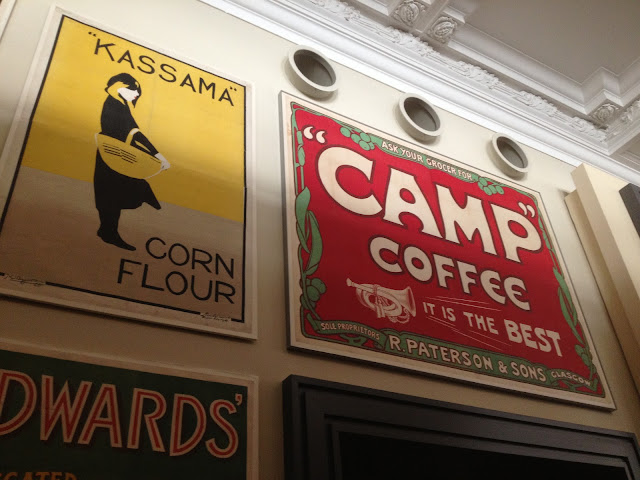 "KASSAMA"
CORN
FLOUR
ASK YOUR GROCER FOR
"CAMP"
COFFEE
IT IS THE BEST
SOLE PROPRIETORS
R. PATERSON & SONS
GLASGOW
DWARDS'